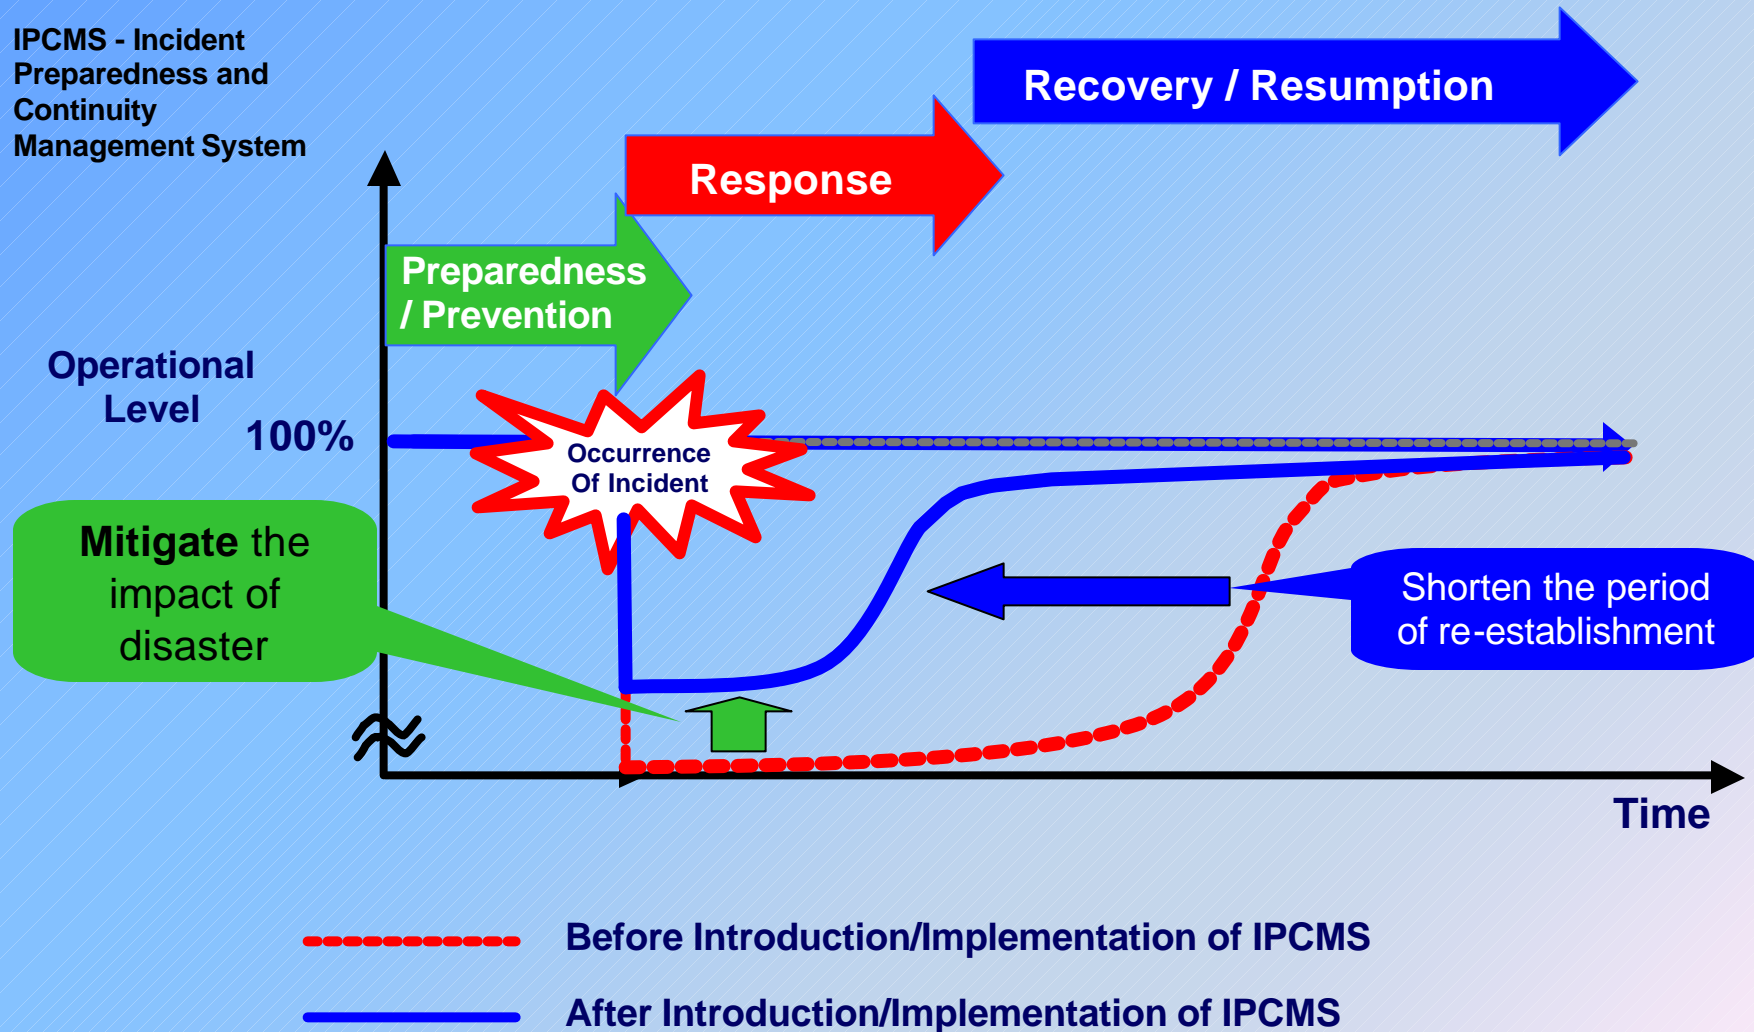 IPCMS - Incident
Preparedness and
Continuity
Management System
Recovery / Resumption
Response
Preparedness
/ Prevention
Operational
Level
100%
Occurrence
Of Incident
Mitigate the
impact of
disaster
Shorten the period
of re-establishment
Time
Before Introduction/Implementation of IPCMS
After Introduction/Implementation of IPCMS